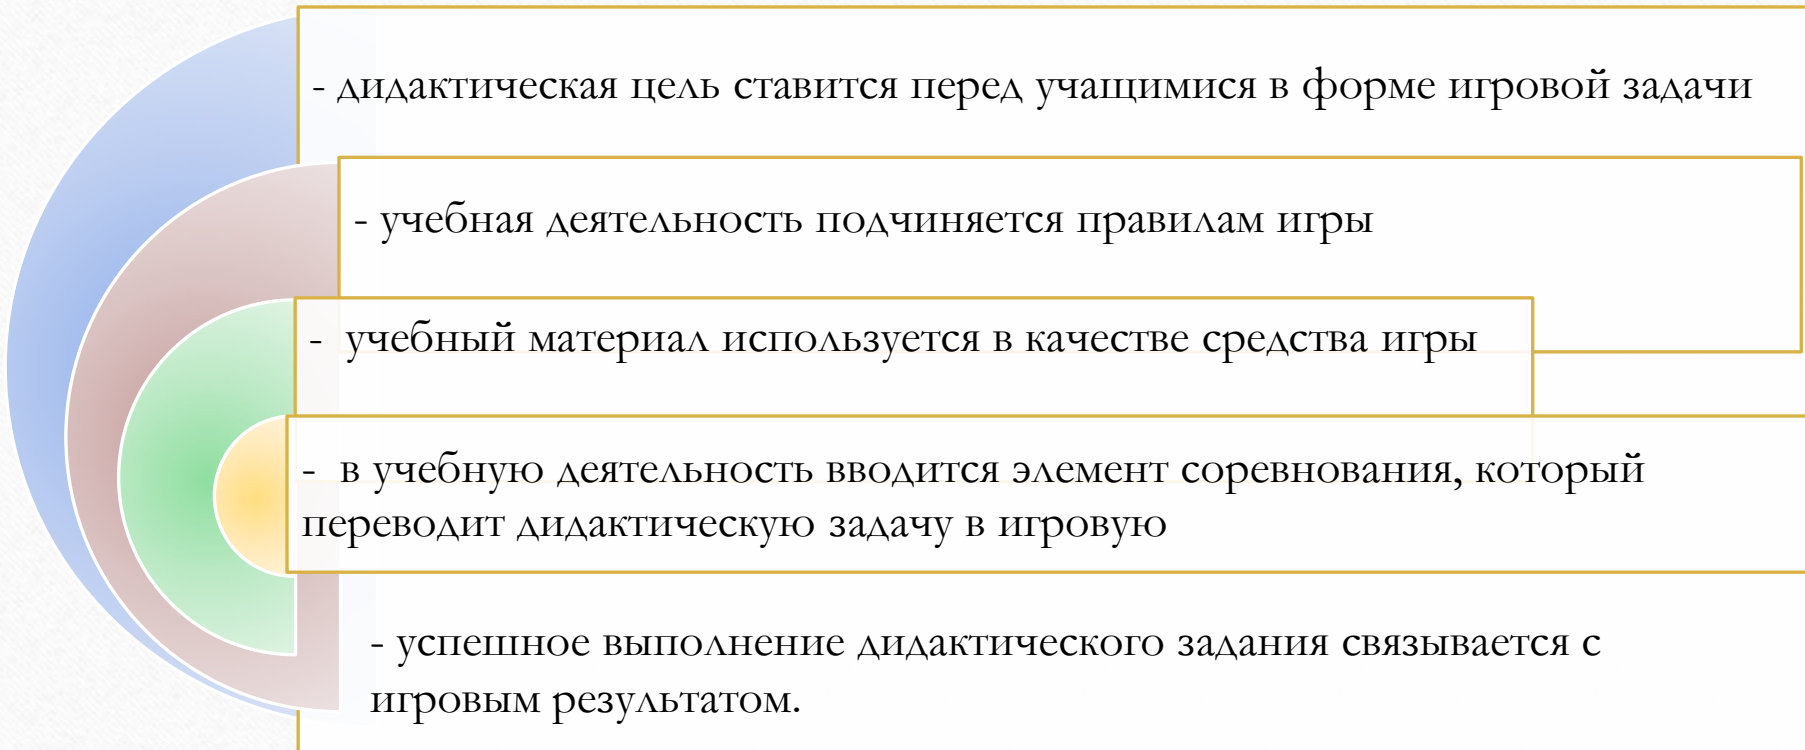 - дидактическая цель ставится перед учащимися в форме игровой задачи
- учебная деятельность подчиняется правилам игры
- учебный материал используется в качестве средства игры
- в учебную деятельность вводится элемент соревнования, который
переводит дидактическую задачу в игровую
- успешное выполнение дидактического задания связывается с
игровым результатом.